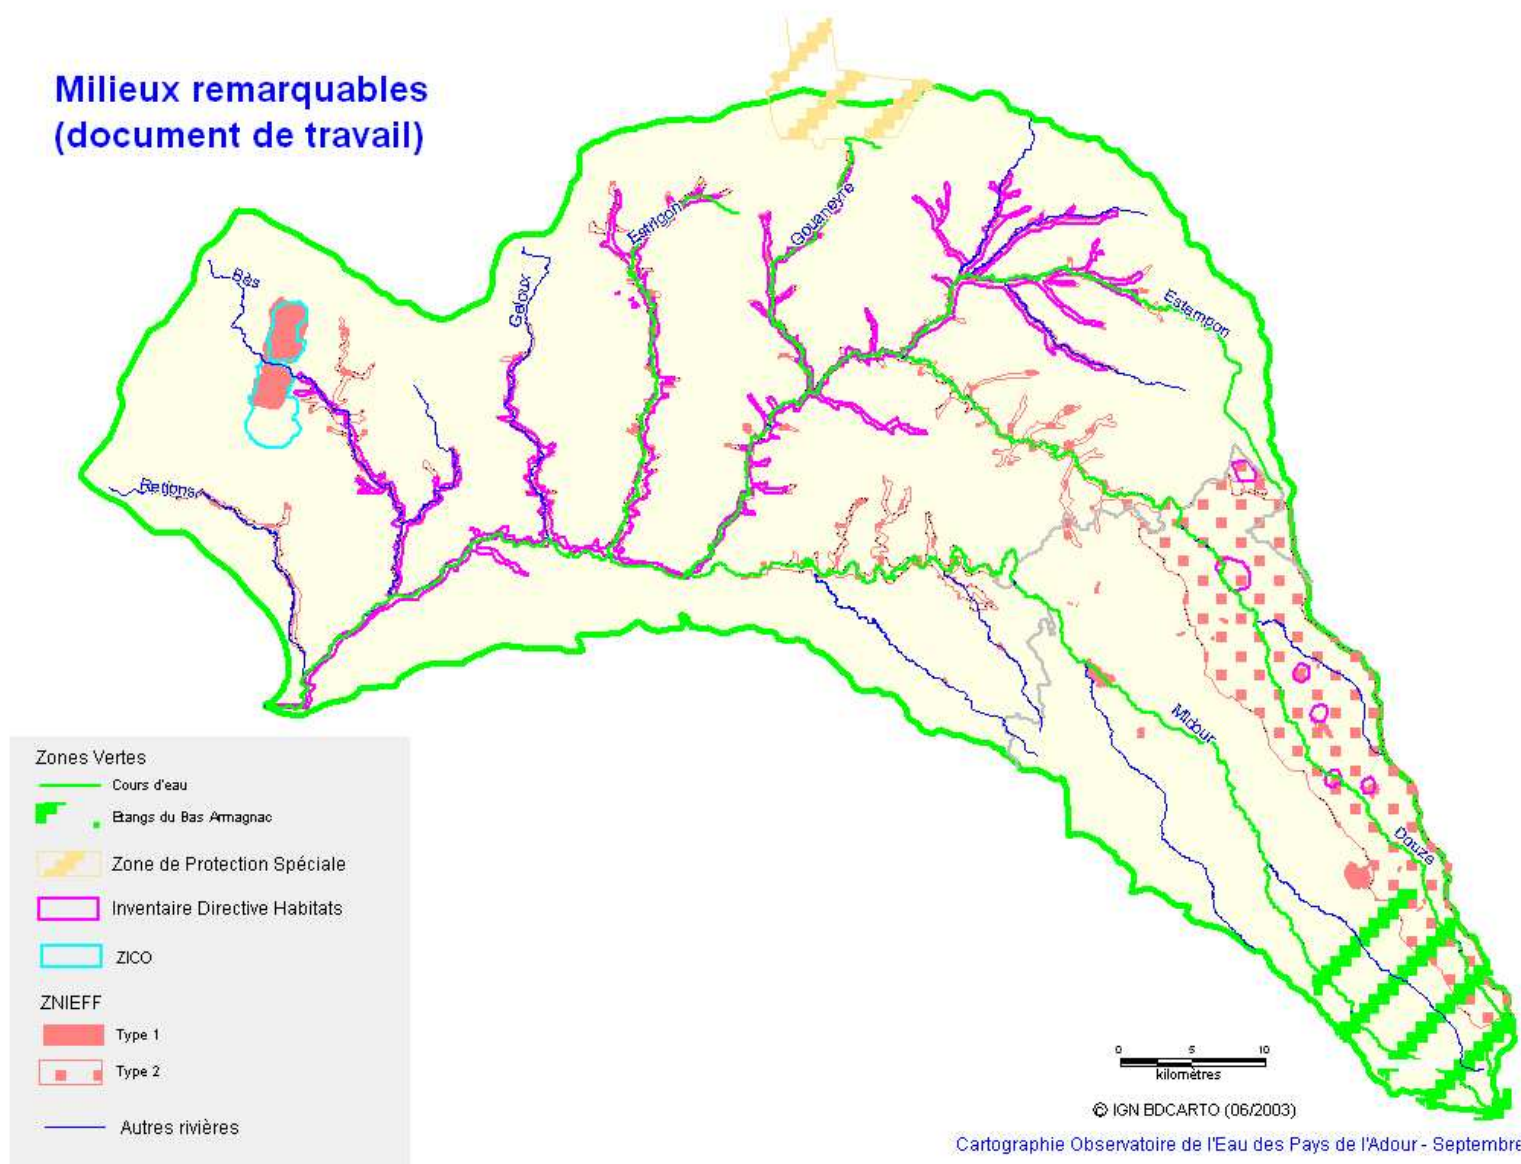 Milieux remarquables
(document de travail)
Bès
Geloux
Estrigon
Gouaneyre
Estampon
Retjons
Midour
Douze
Zones Vertes
Cours d'eau
Etangs du Bas Armagnac
Zone de Protection Spéciale
Inventaire Directive Habitats
ZICO
ZNIEFF
Type 1
Type 2
Autres rivières
0 5 10
kilomètres
© IGN BDCARTO (06/2003)
Cartographie Observatoire de l'Eau des Pays de l'Adour - Septembre